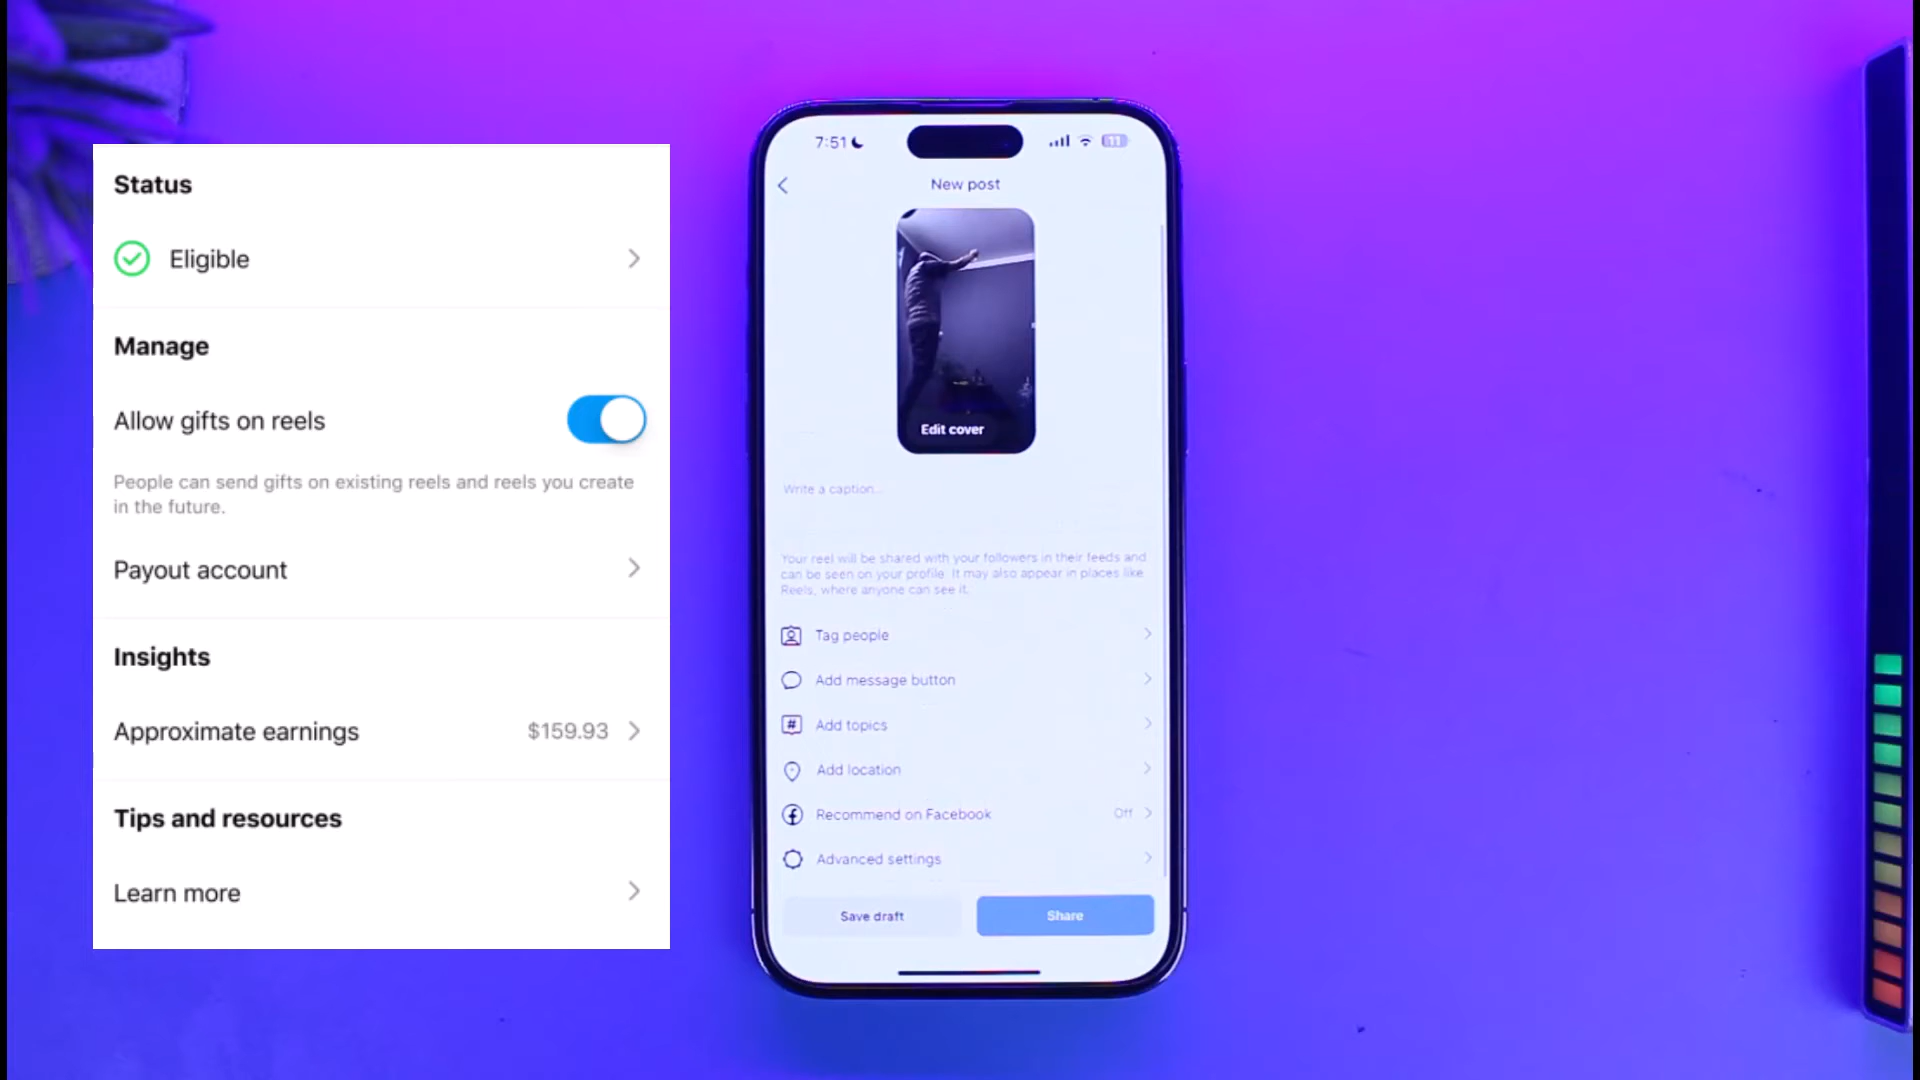 Status
Eligible
Manage
Allow gifts on reels
People can send gifts on existing reels and reels you create
in the future.
Payout account
Insights
Approximate earnings $159.93
Tips and resources
Learn more
7:51
11
New post
Edit cover
Write a caption...
Your reel will be shared with your followers in their feeds and
can be seen on your profile. It may also appear in places like
Reels, where anyone can see it.
Tag people
Add message button
# Add topics
Add location
Recommend on Facebook Off
Advanced settings
Save draft Share